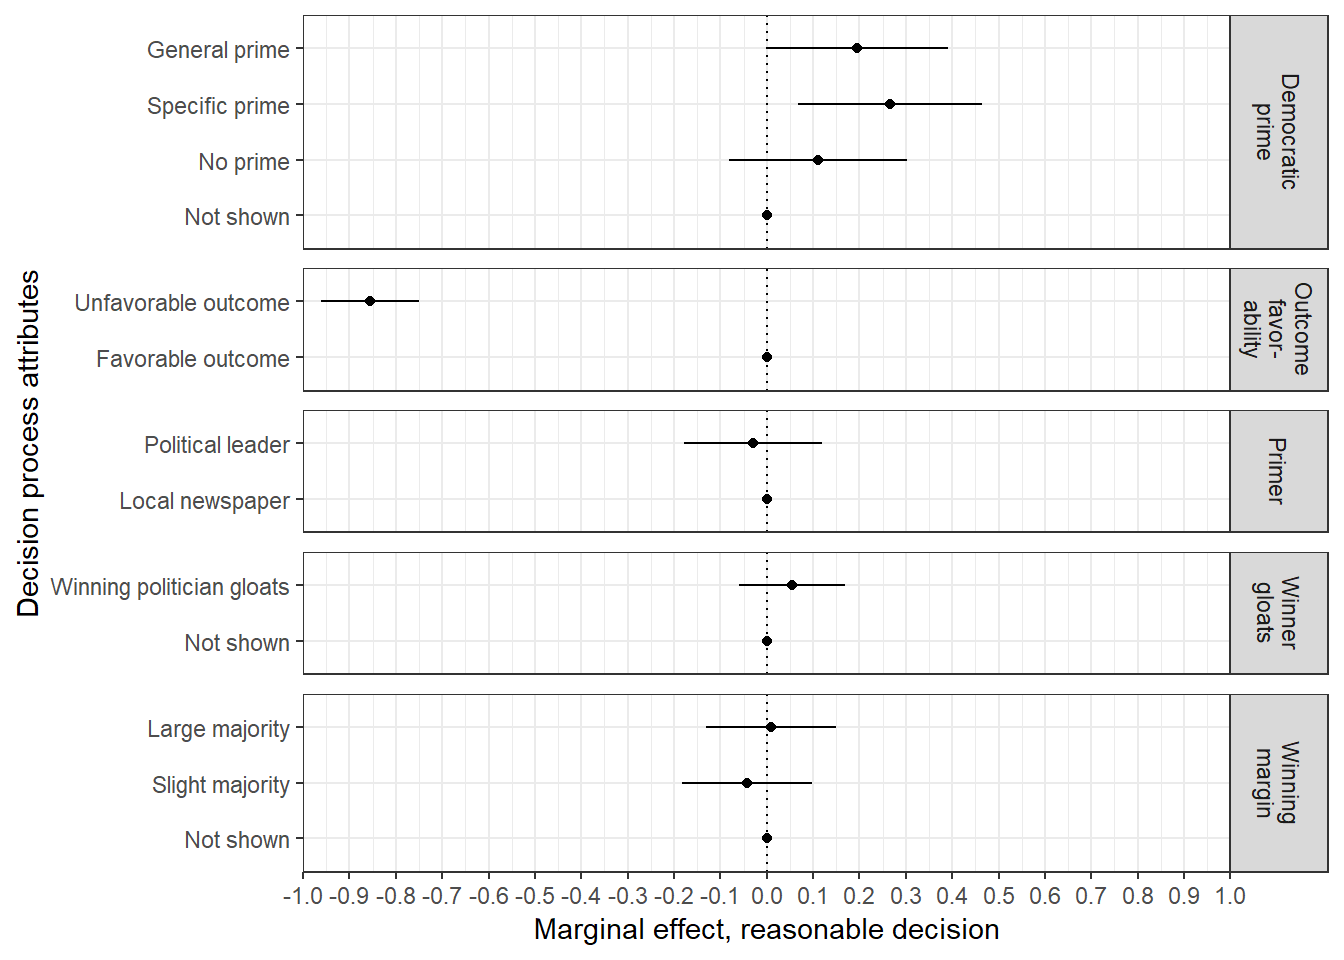 General prime
Specific prime
No prime
Not shown
Democratic
prime
Unfavorable outcome
Favorable outcome
Outcome
favor-
ability
Political leader
Local newspaper
Primer
Winning politician gloats
Not shown
Winner
gloats
Large majority
Slight majority
Not shown
Winning
margin
Decision process attributes
-1.0 -0.9 -0.8 -0.7 -0.6 -0.5 -0.4 -0.3 -0.2 -0.1 0.0 0.1 0.2 0.3 0.4 0.5 0.6 0.7 0.8 0.9 1.0
Marginal effect, reasonable decision